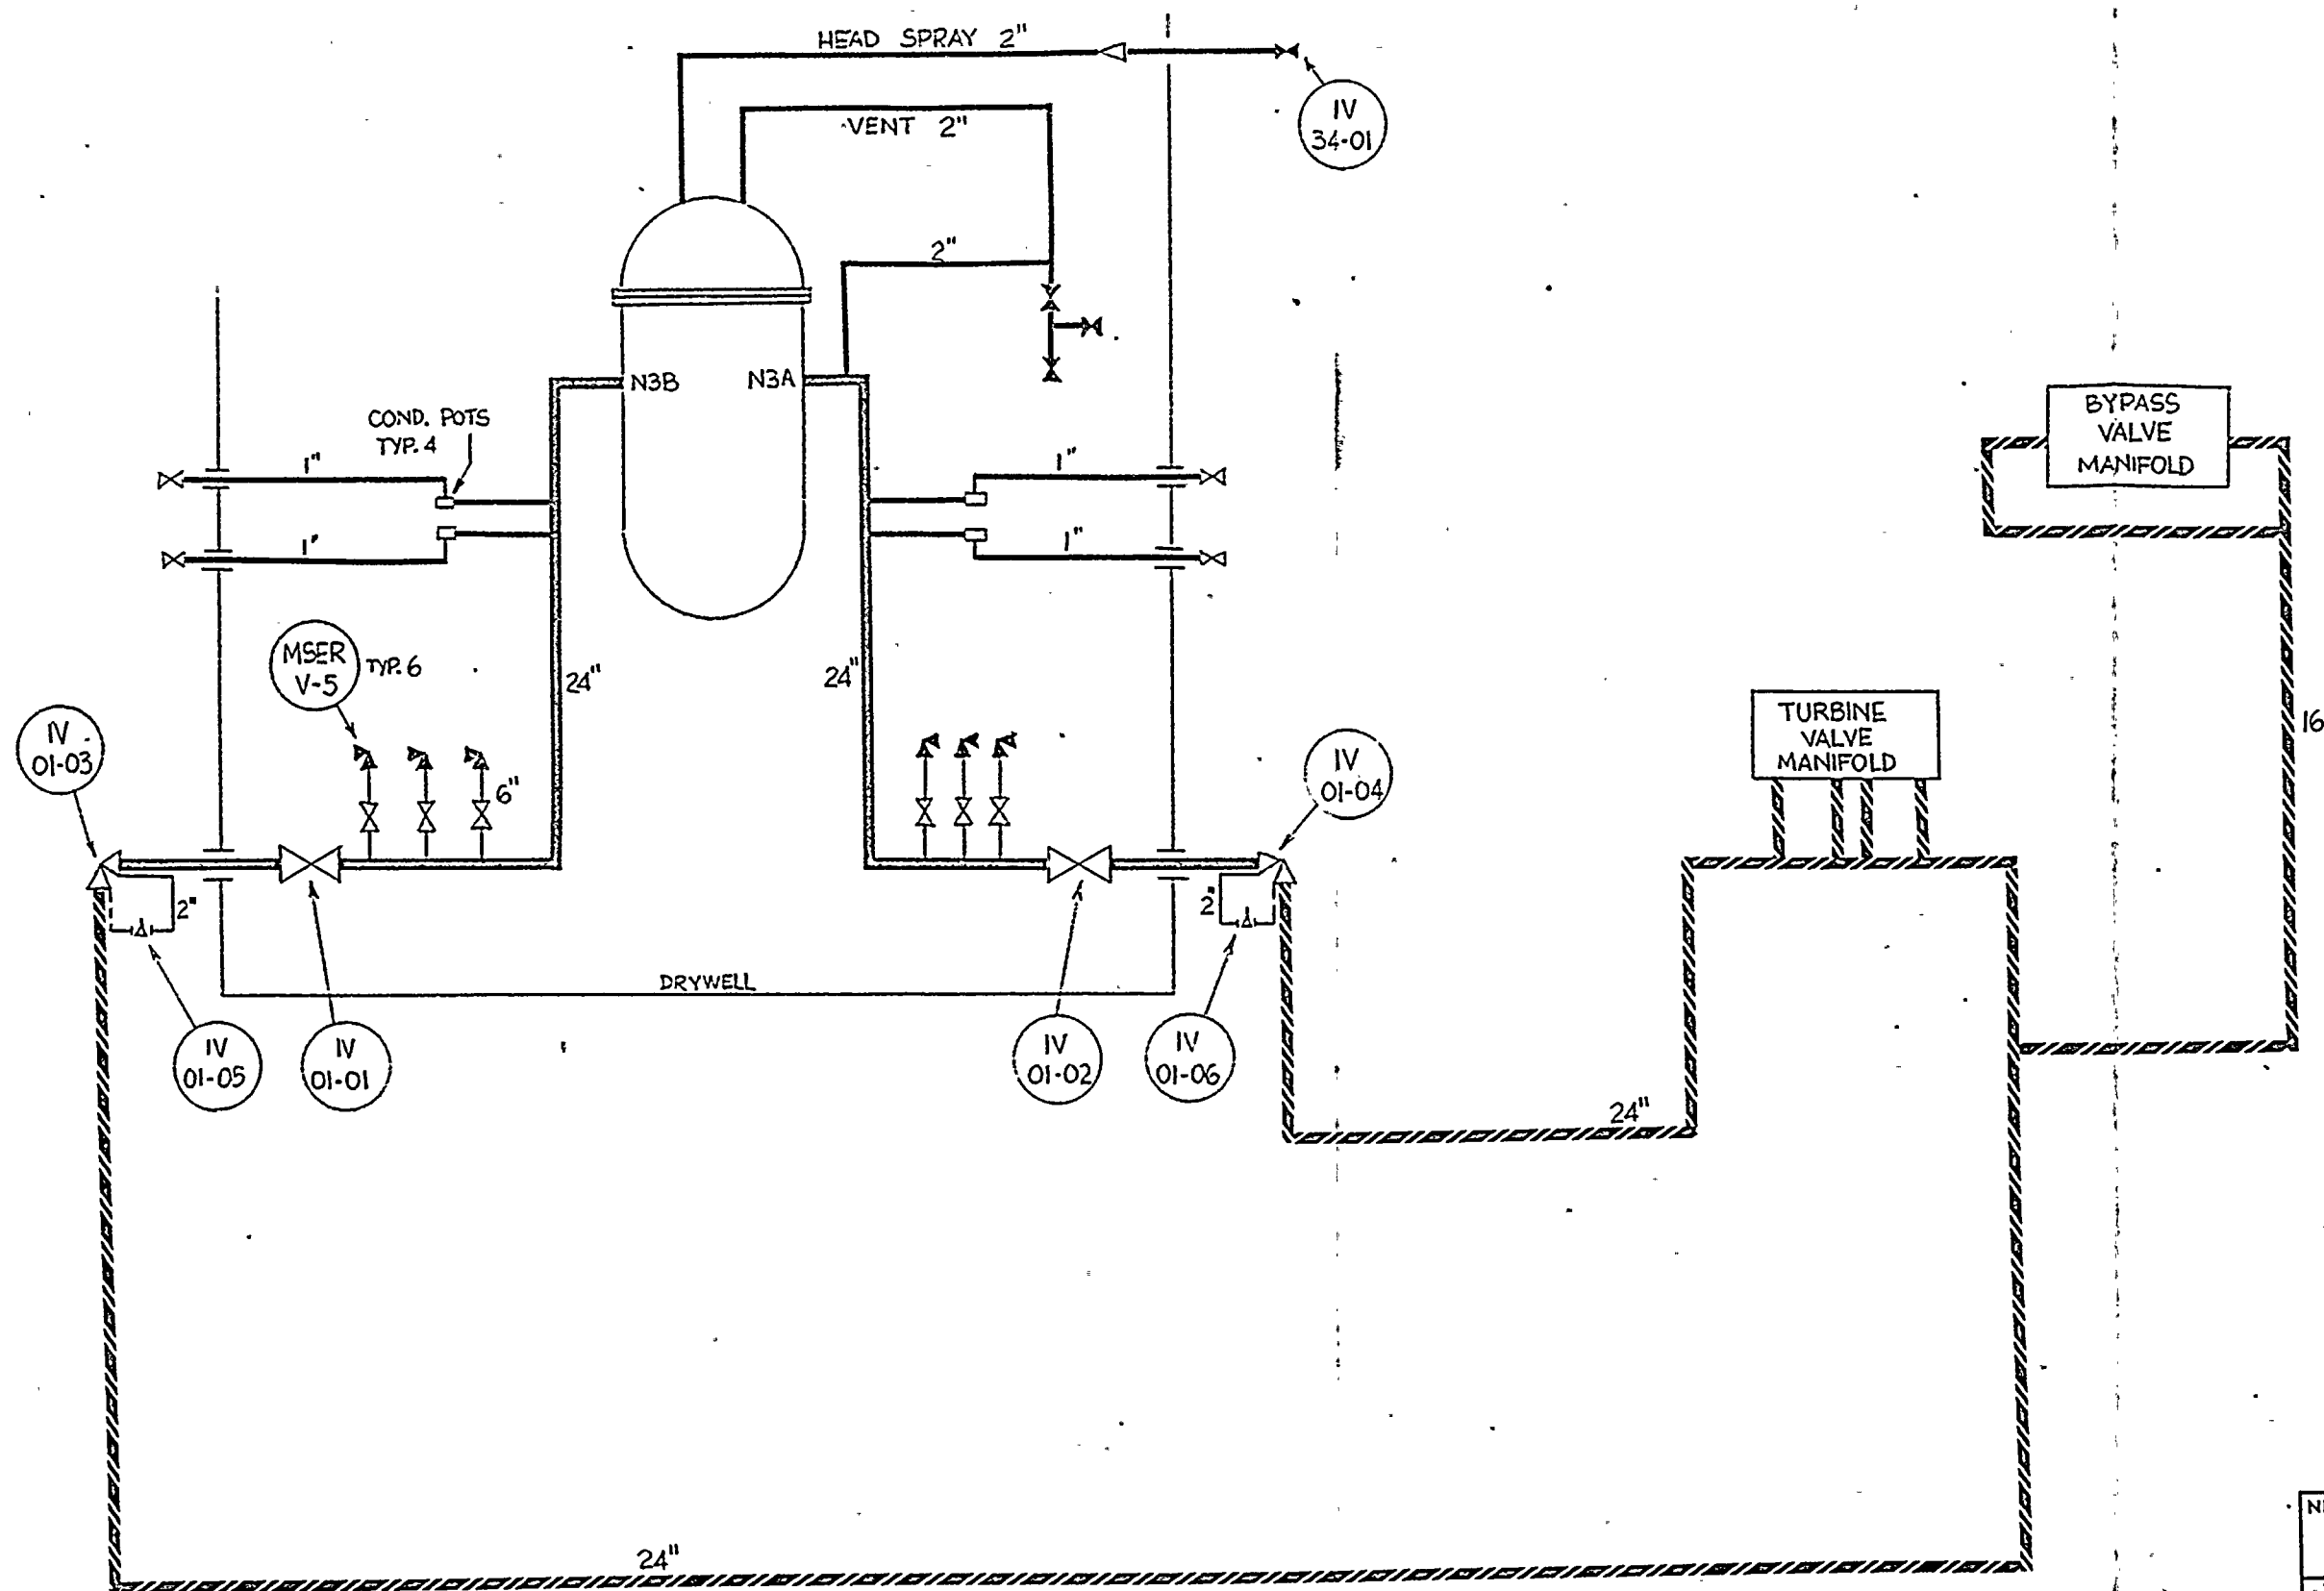 HEAD SPRAY 2"
IV
34-01
VENT 2"
2"
N3B
N3A
COND. POTS
TYP. 4
1"
1"
1"
1"
BYPASS
VALVE
MANIFOLD
MSER
V-5
TYP. 6
24"
24"
IV
01-03
6"
IV
01-04
TURBINE
VALVE
MANIFOLD
16
2"
2"
DRYWELL
IV
01-05
IV
01-01
IV
01-02
IV
01-06
24"
24"